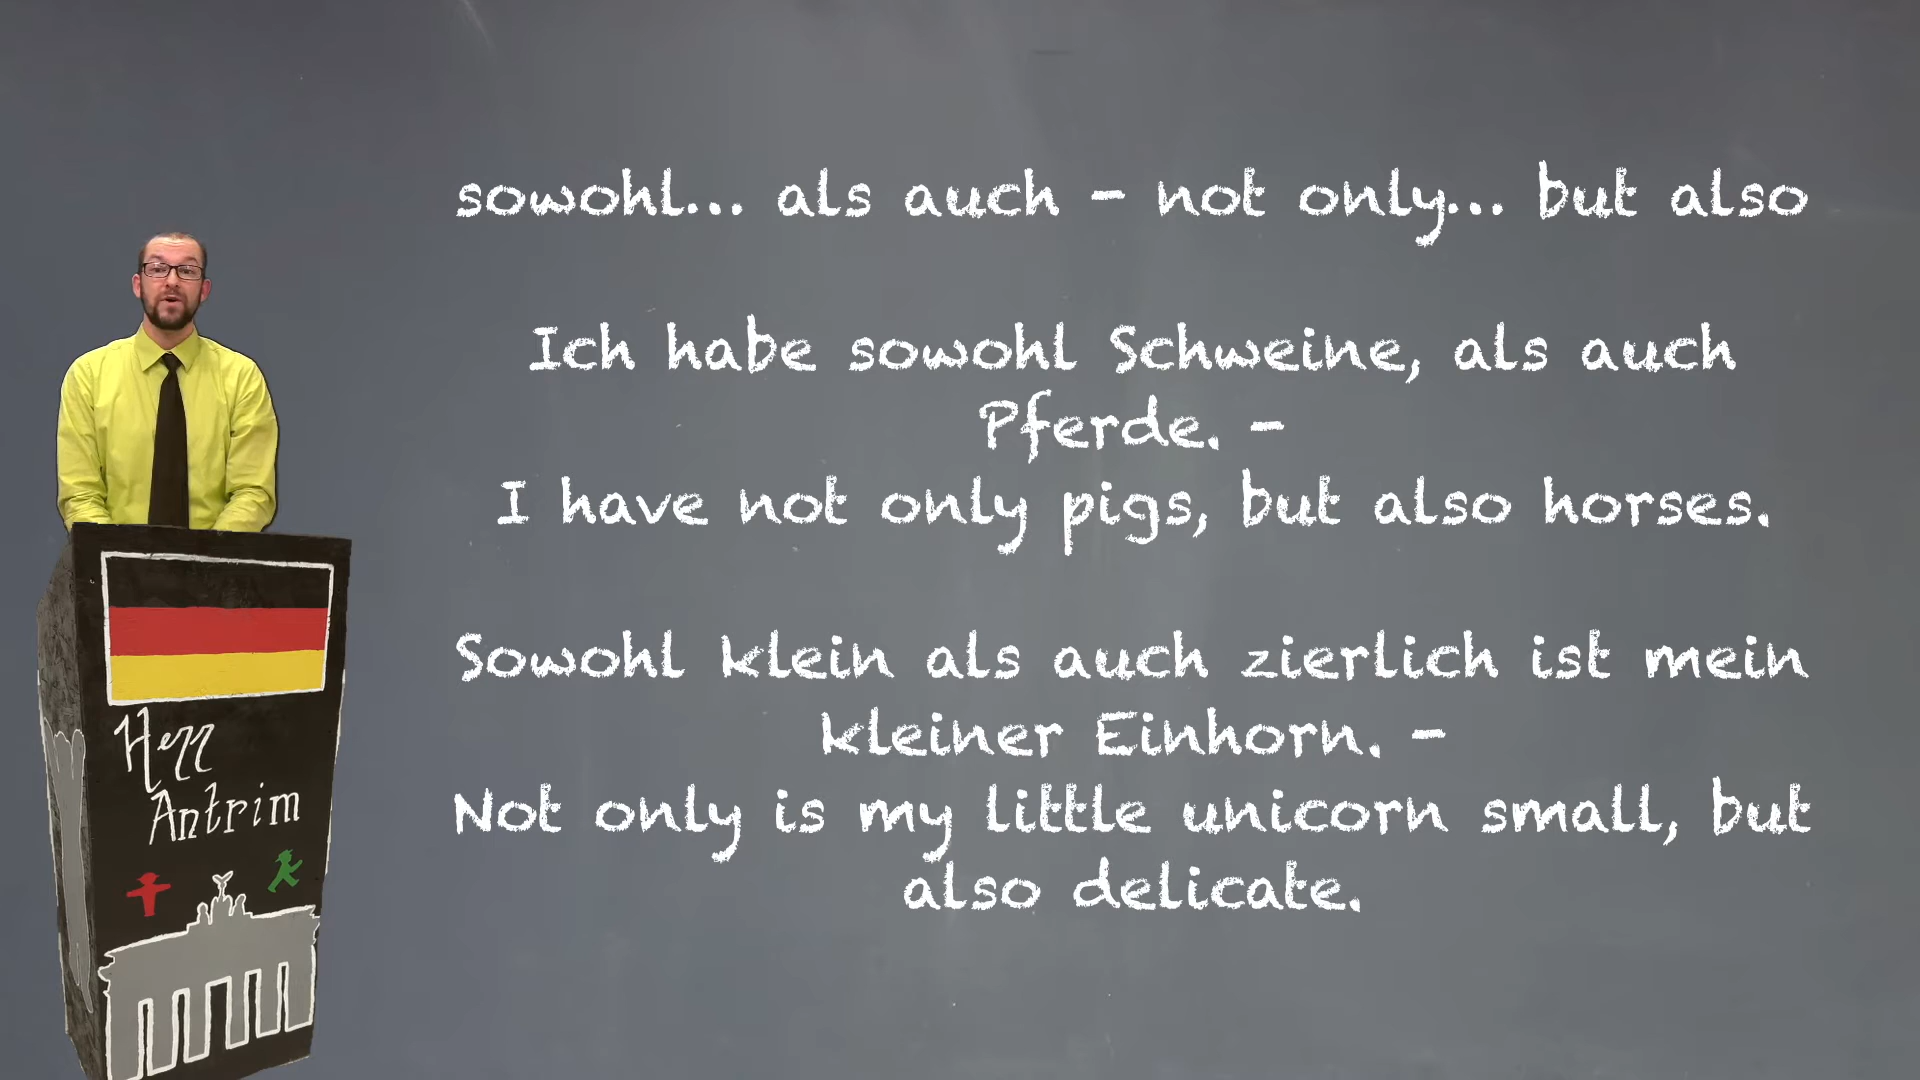 sowohl... als auch - not only... but also
Ich habe sowohl Schweine, als auch
Pferde. -
I have not only pigs, but also horses.
Sowohl klein als auch zierlich ist mein
kleiner Einhorn. -
Not only is my little unicorn small, but
also delicate.
Herr
Antrim